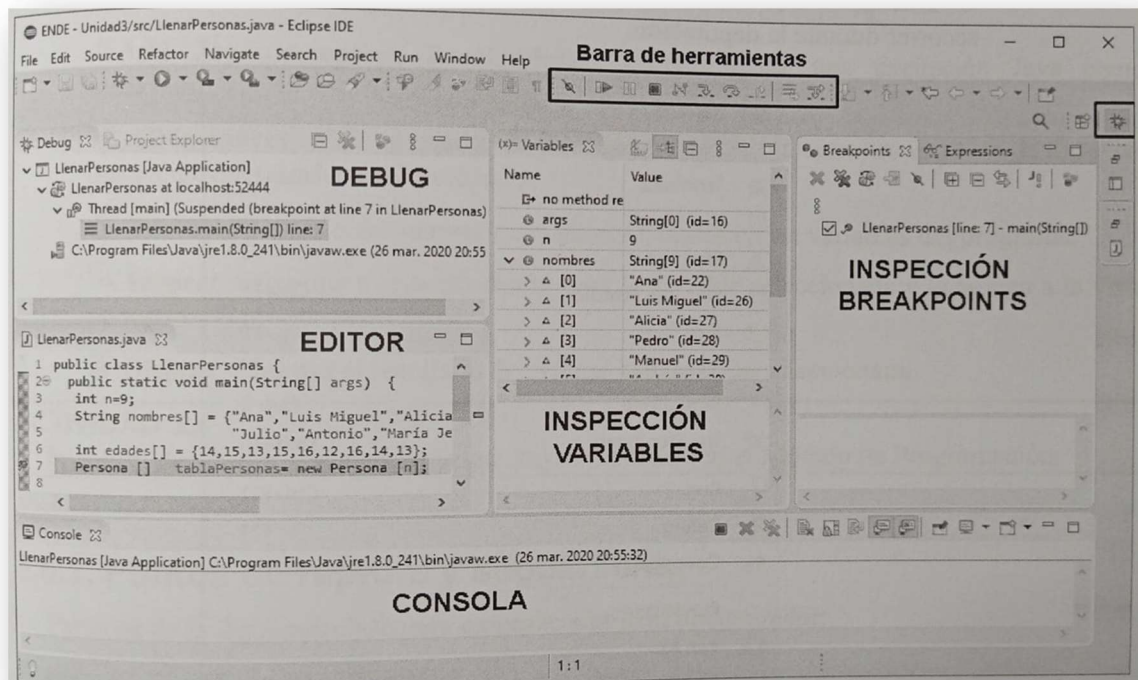 ENDE - Unidad3/src/LlenarPersonas.java - Eclipse IDE
File Edit Source Refactor Navigate Search Project Run Window Help
Barra de herramientas
Debug Project Explorer
LlenarPersonas [Java Application]
DEBUG
LlenarPersonas at localhost:52444
Thread [main] (Suspended (breakpoint at line 7 in LlenarPersonas)
LlenarPersonas.main(String[]) line: 7
C:\Program Files\Java\jre1.8.0_241\bin\javaw.exe (26 mar. 2020 20:55
(x)= Variables
Name Value
no method re
args String[0] (id=16)
n 9
nombres String[9] (id=17)
[0] "Ana" (id=22)
[1] "Luis Miguel" (id=26)
[2] "Alicia" (id=27)
[3] "Pedro" (id=28)
[4] "Manuel" (id=29)
INSPECCIÓN
VARIABLES
Breakpoints Expressions
LlenarPersonas [line: 7] - main(String[])
INSPECCIÓN
BREAKPOINTS
LlenarPersonas.java
EDITOR
1 public class LlenarPersonas {
2 public static void main(String[] args) {
3 int n=9;
4 String nombres[] = {"Ana","Luis Miguel","Alicia
5 "Julio","Antonio","María Je
6 int edades[] = {14,15,13,15,16,12,16,14,13};
7 Persona [] tablaPersonas= new Persona [n];
8
Console
LlenarPersonas [Java Application] C:\Program Files\Java\jre1.8.0_241\bin\javaw.exe (26 mar. 2020 20:55:32)
CONSOLA
1:1